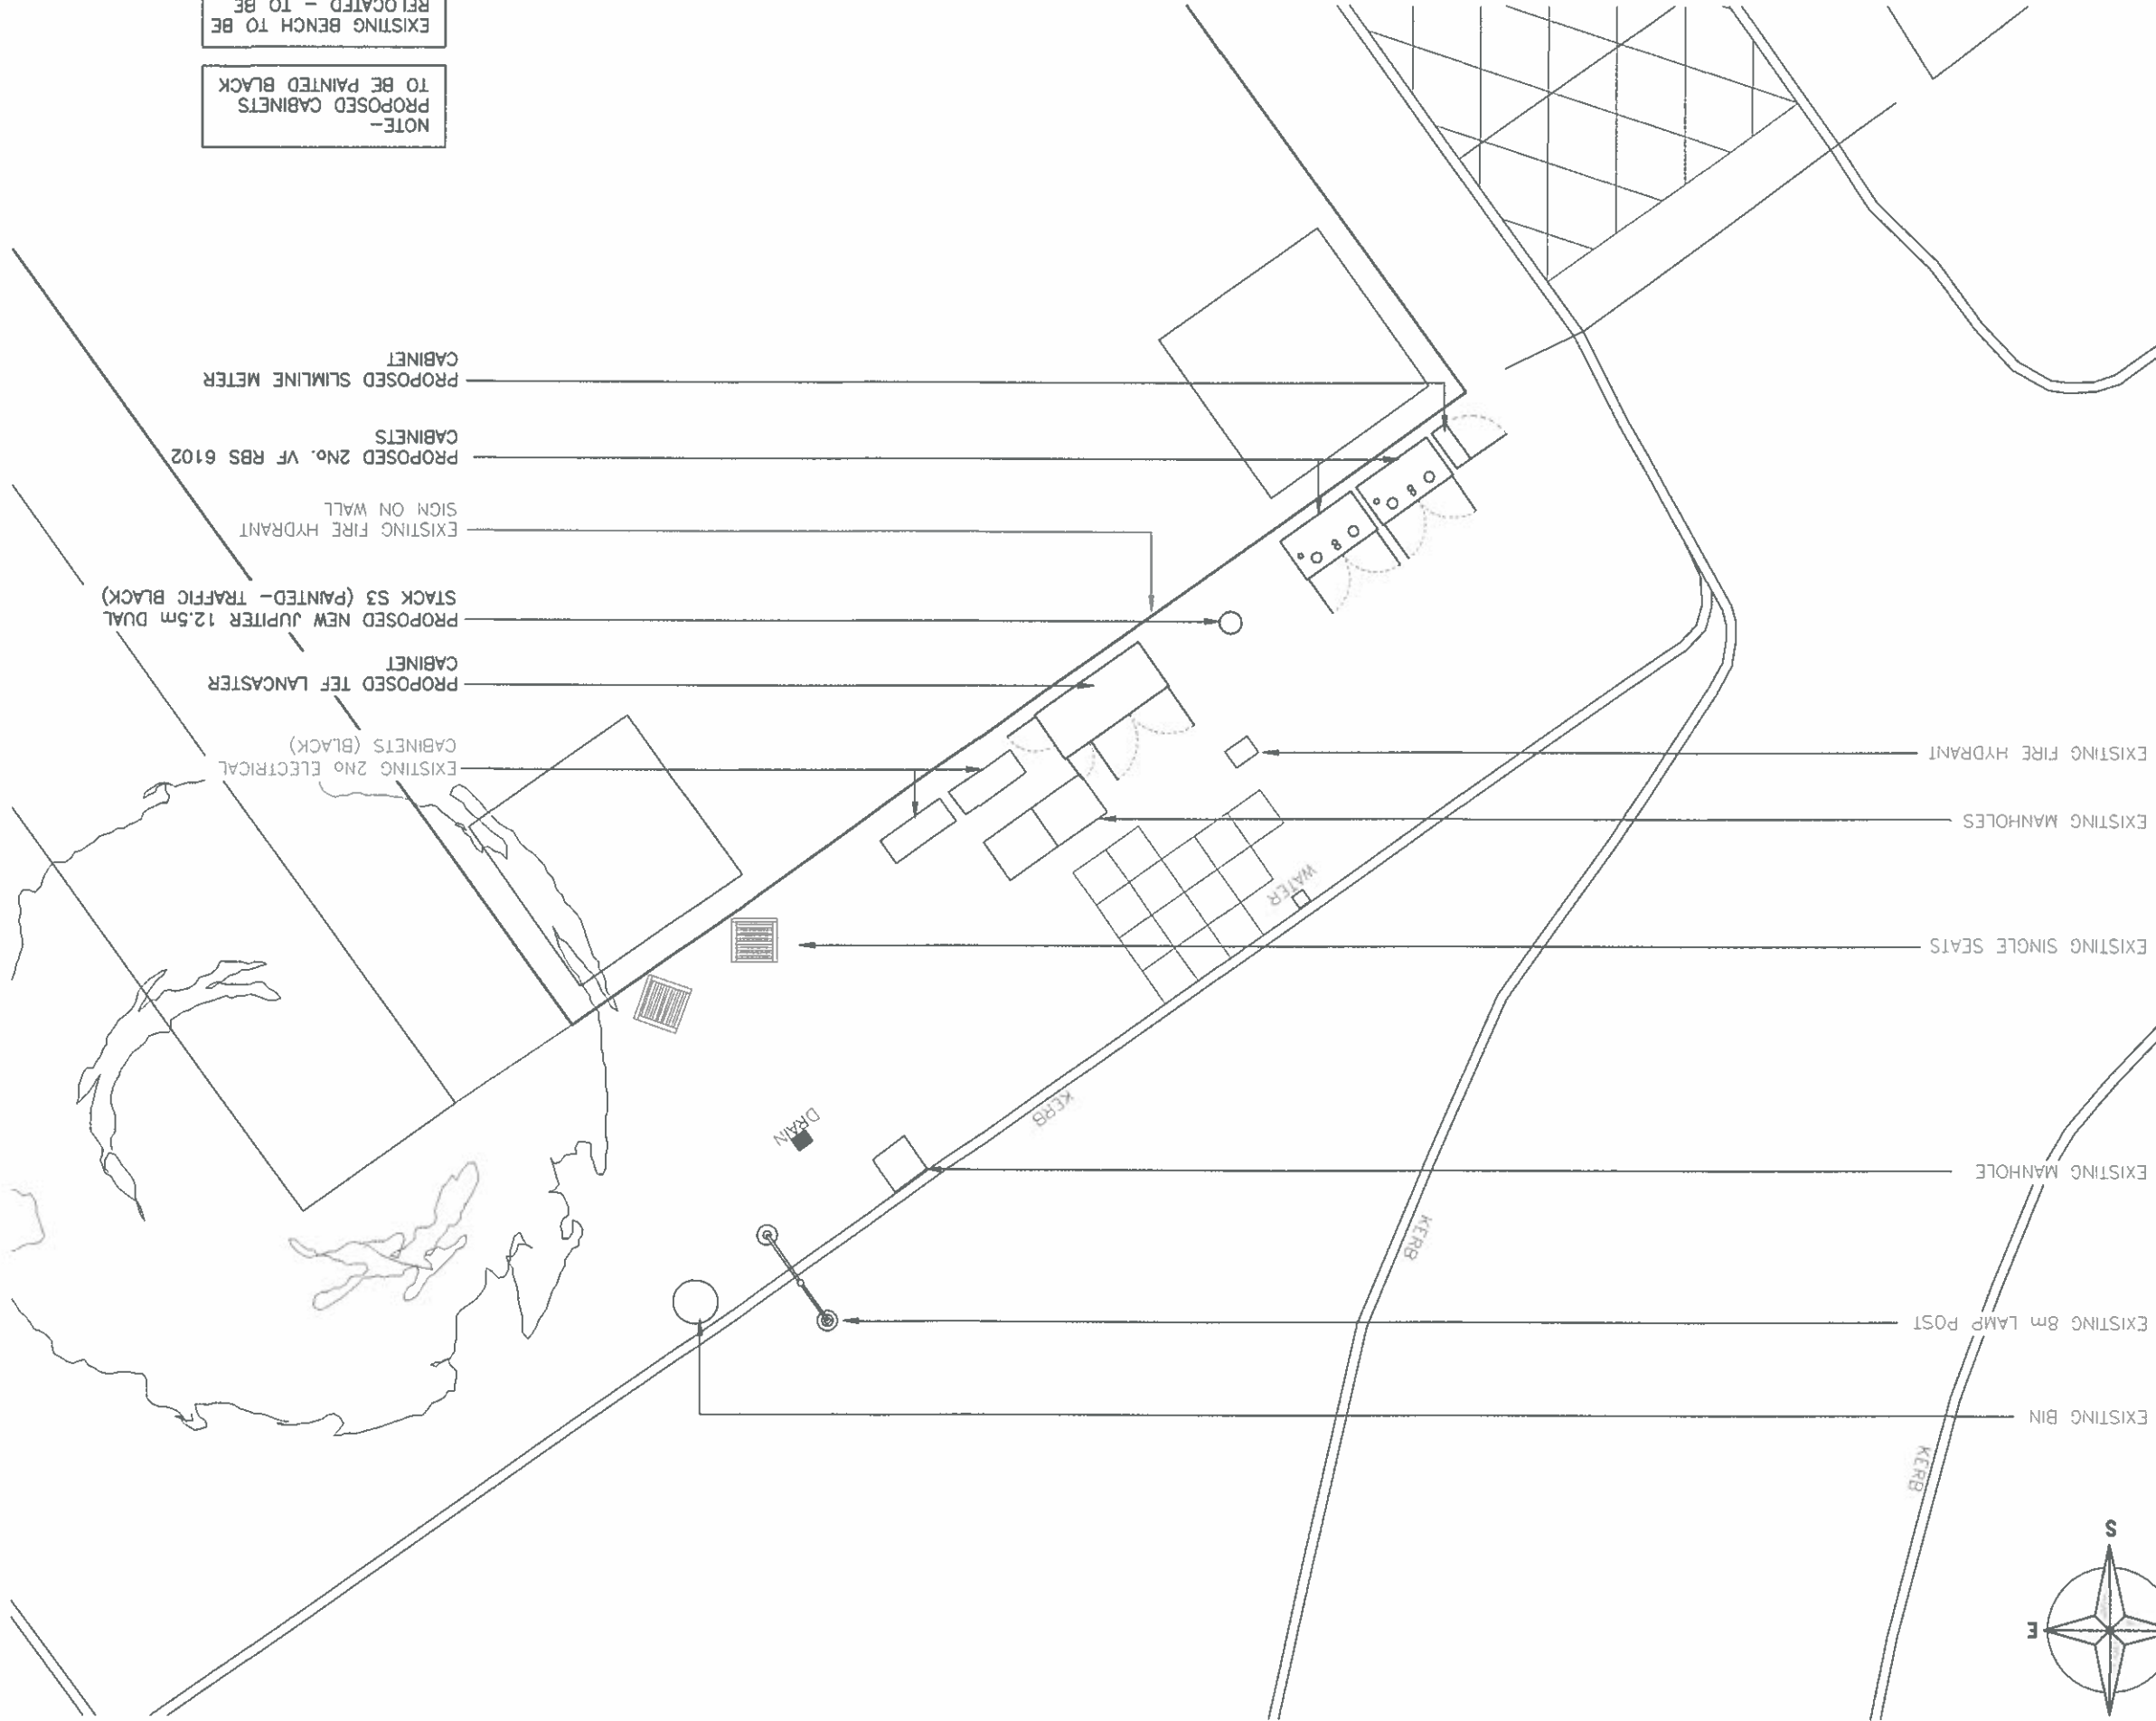 S
E
KERB
EXISTING BIN
EXISTING 8m LAMP POST
KERB
EXISTING MANHOLE
DRAIN
KERB
EXISTING SINGLE SEATS
WATER
EXISTING MANHOLES
EXISTING FIRE HYDRANT
EXISTING 2No ELECTRICAL
CABINETS (BLACK)
PROPOSED TEF LANCASTER
CABINET
PROPOSED NEW JUPITER 12.5m DUAL
STACK S3 (PAINTED- TRAFFIC BLACK)
EXISTING FIRE HYDRANT
SIGN ON WALL
PROPOSED 2No. VF RBS 6102
CABINETS
PROPOSED SLIMLINE METER
CABINET
NOTE-
PROPOSED CABINETS
TO BE PAINTED BLACK
EXISTING BENCH TO BE
RELOCATED - TO BE